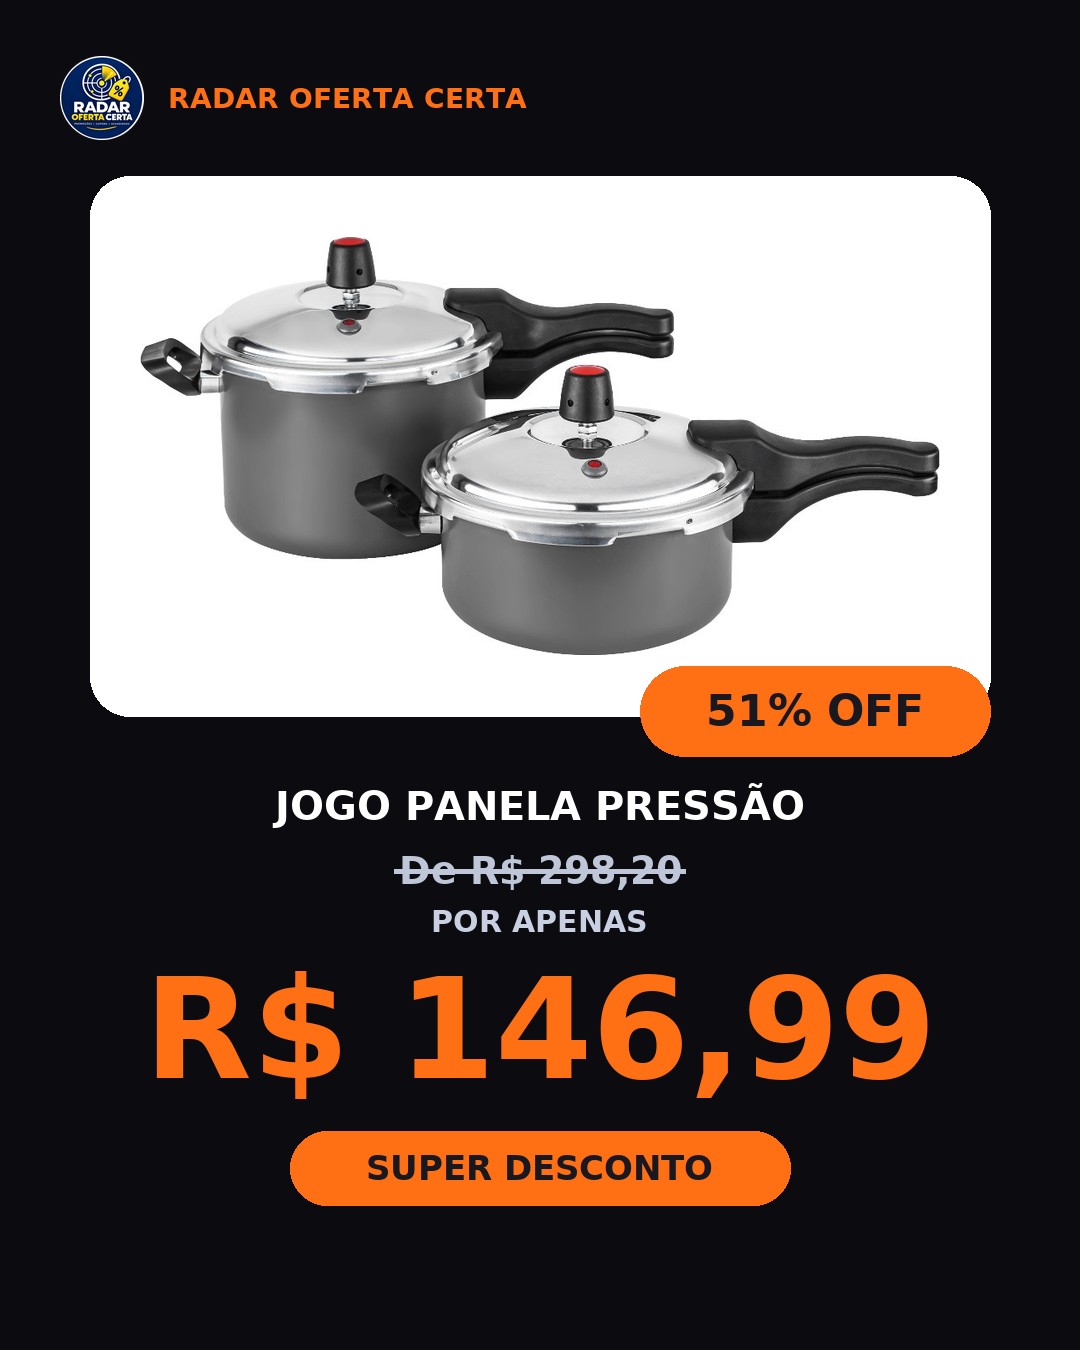 RADAR
OFERTA CERTA
RADAR OFERTA CERTA
51% OFF
JOGO PANELA PRESSÃO
De R$ 298,20
POR APENAS
R$ 146,99
SUPER DESCONTO